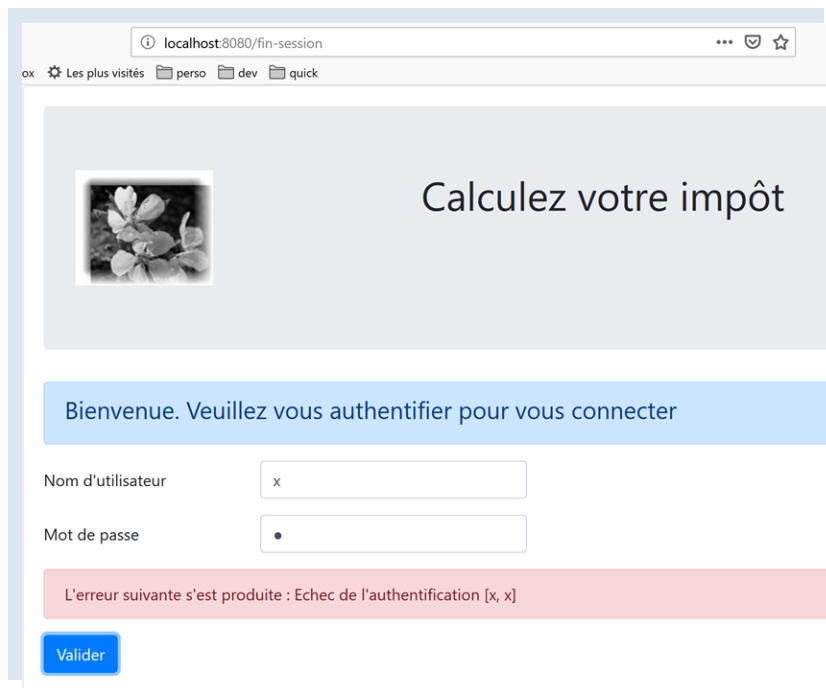 localhost:8080/fin-session
ox Les plus visités perso dev quick
Calculez votre impôt
Bienvenue. Veuillez vous authentifier pour vous connecter
Nom d'utilisateur x
Mot de passe ●
L'erreur suivante s'est produite : Echec de l'authentification [x, x]
Valider